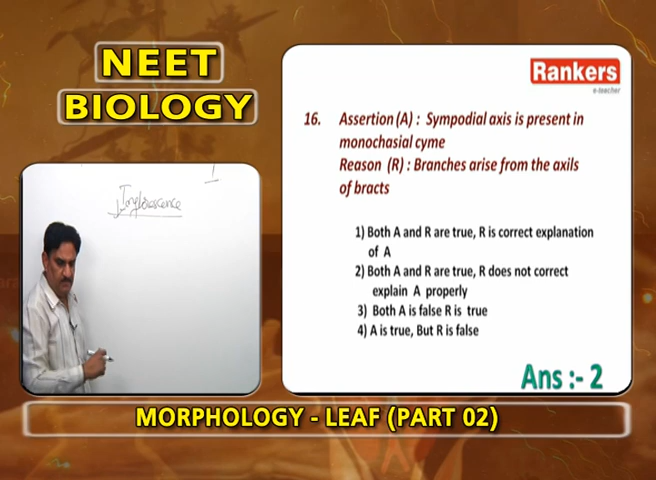 NEET
BIOLOGY
Rankers
e-teacher
16. Assertion (A) : Sympodial axis is present in
monochasial cyme
Reason (R) : Branches arise from the axils
of bracts
1) Both A and R are true, R is correct explanation
of A
2) Both A and R are true, R does not correct
explain A properly
3) Both A is false R is true
4) A is true, But R is false
Ans :- 2
MORPHOLOGY - LEAF (PART 02)